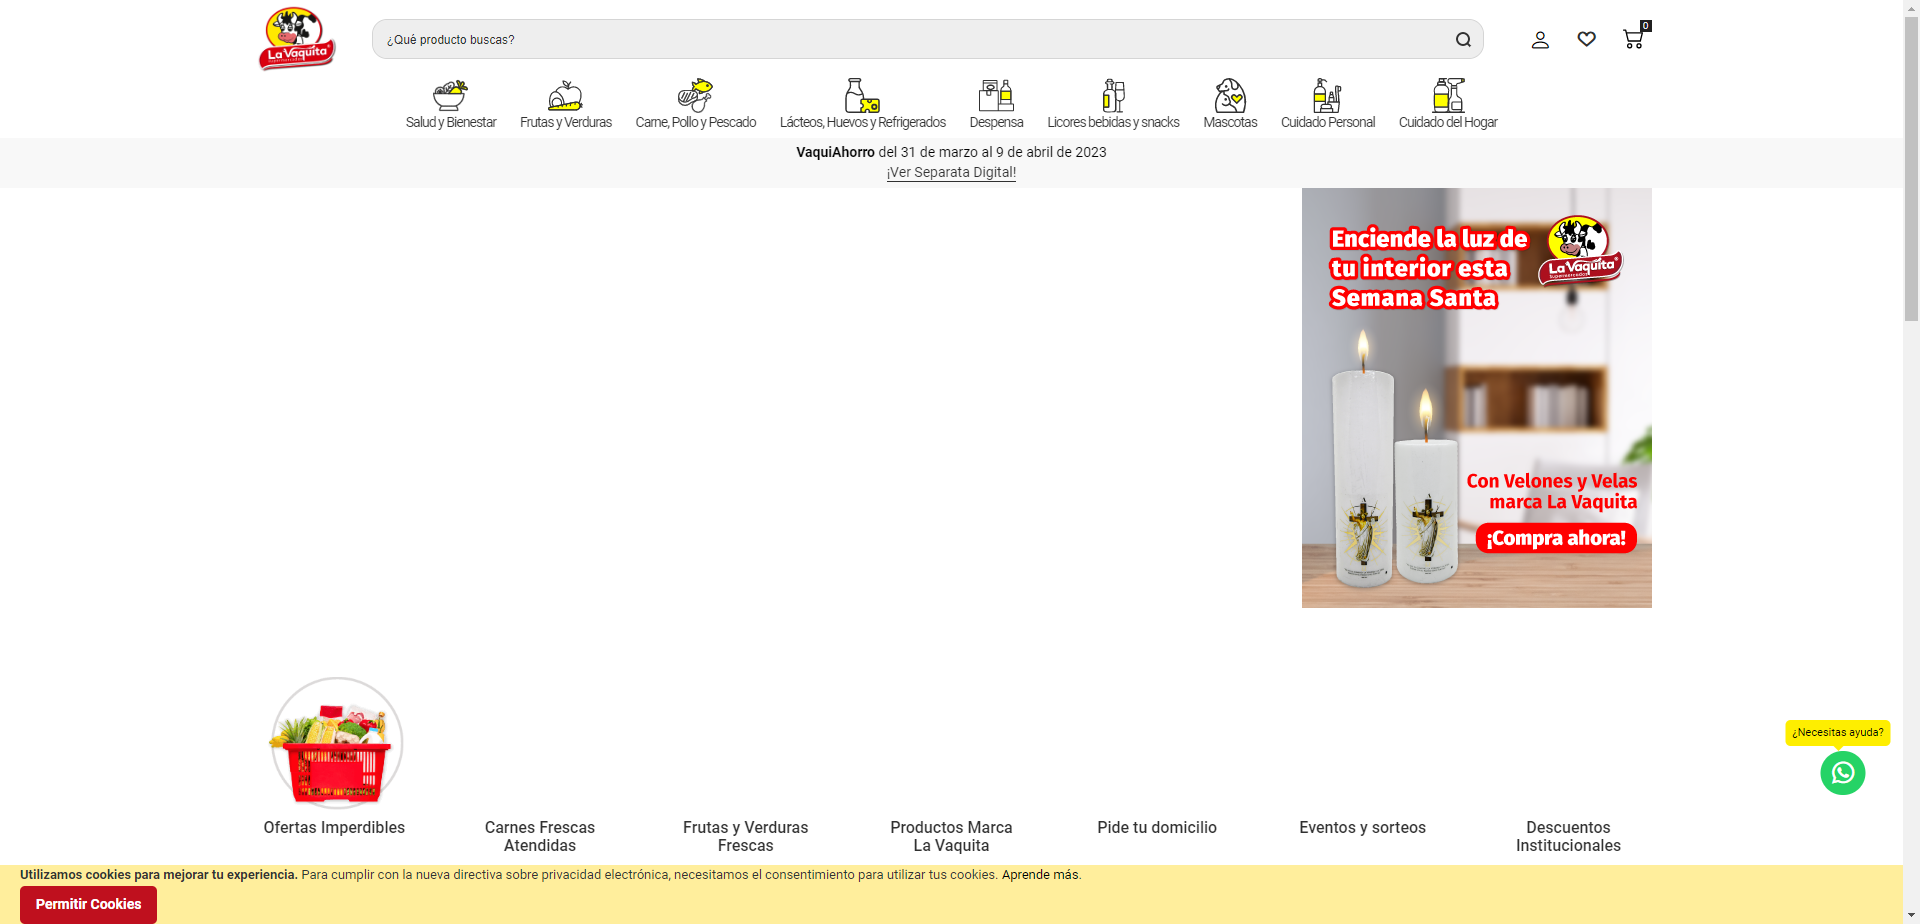 La Vaquita
Supermercados
¿Qué producto buscas?
0
Salud y Bienestar
Frutas y Verduras
Carne, Pollo y Pescado
Lácteos, Huevos y Refrigerados
Despensa
Licores bebidas y snacks
Mascotas
Cuidado Personal
Cuidado del Hogar
VaquiAhorro del 31 de marzo al 9 de abril de 2023
¡Ver Separata Digital!
Enciende la luz de
tu interior esta
Semana Santa
La Vaquita
Supermercados
Con Velones y Velas
marca La Vaquita
¡Compra ahora!
¿Necesitas ayuda?
Ofertas Imperdibles
Carnes Frescas
Atendidas
Frutas y Verduras
Frescas
Productos Marca
La Vaquita
Pide tu domicilio
Eventos y sorteos
Descuentos
Institucionales
Utilizamos cookies para mejorar tu experiencia. Para cumplir con la nueva directiva sobre privacidad electrónica, necesitamos el consentimiento para utilizar tus cookies. Aprende más.
Permitir Cookies